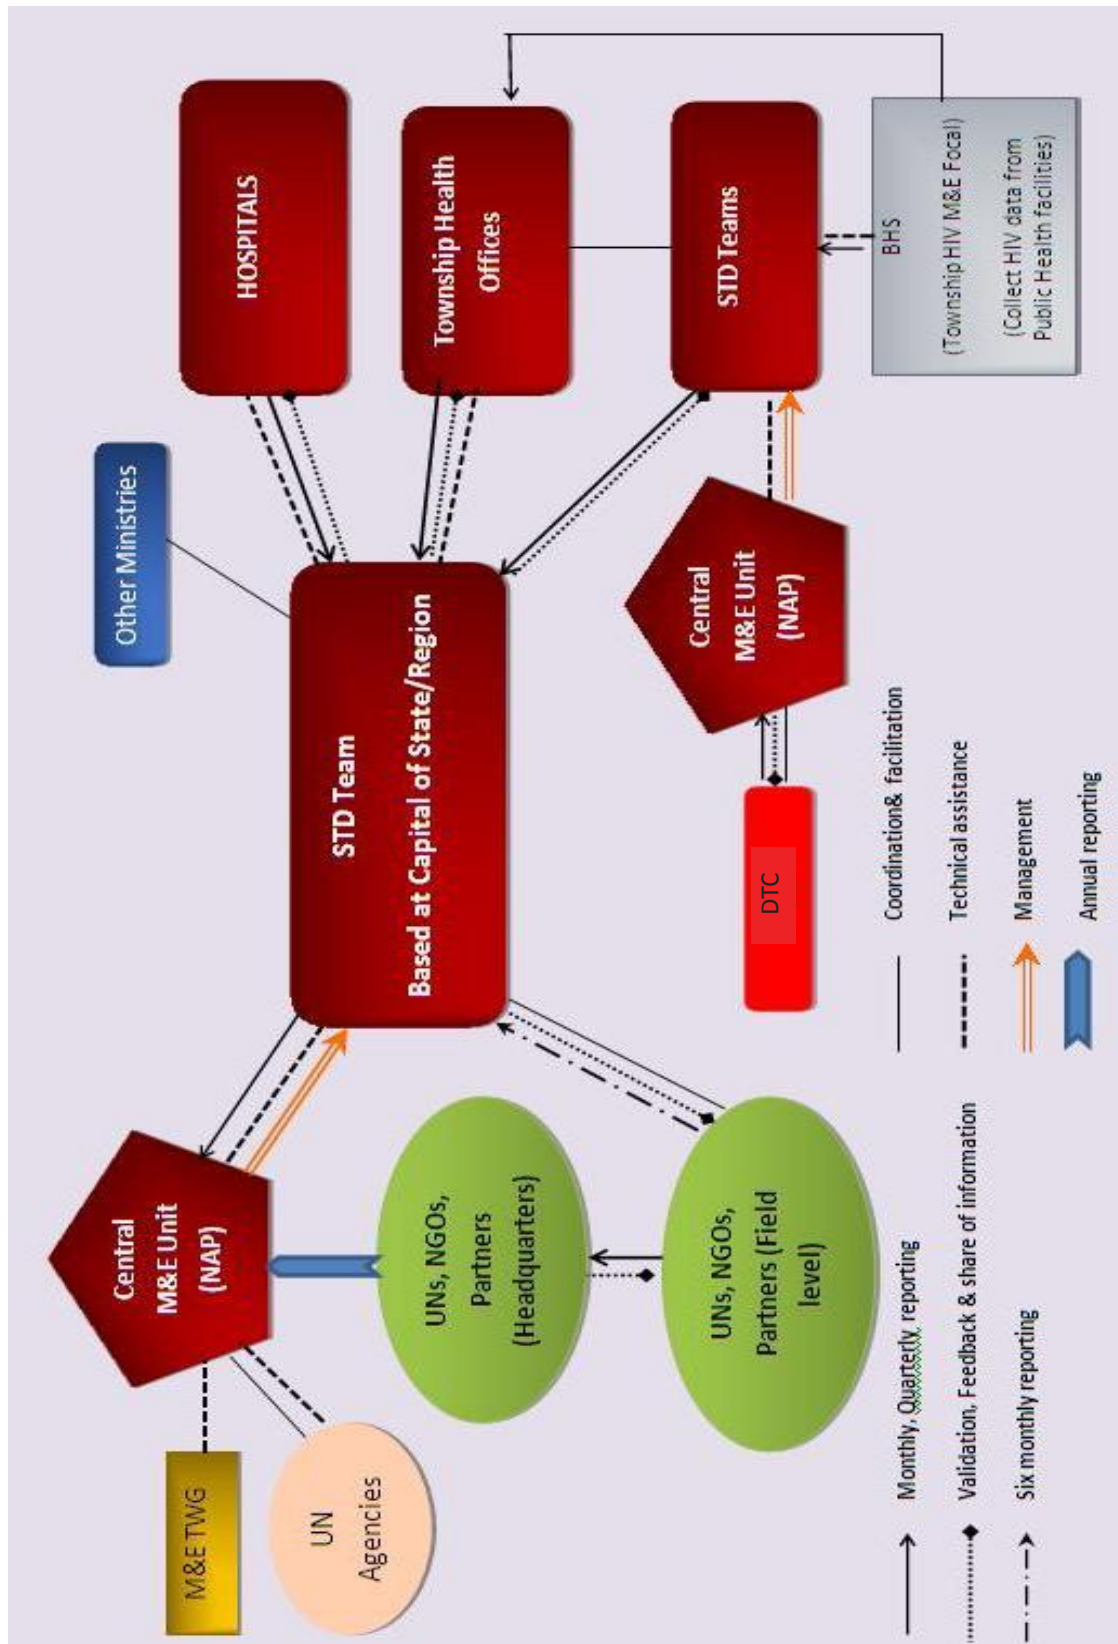 M&E TWG
UN
Agencies
Central
M&E Unit
(NAP)
UNs, NGOs,
Partners
(Headquarters)
UNs, NGOs,
Partners (Field
level)
Other Ministries
STD Team
Based at Capital of State/Region
HOSPITALS
Township Health
Offices
STD Teams
BHS
(Township HIV M&E Focal)
(Collect HIV data from
Public Health facilities)
Central
M&E Unit
(NAP)
DTC
Monthly, Quarterly, reporting
Validation, Feedback & share of information
Six monthly reporting
Coordination& facilitation
Technical assistance
Management
Annual reporting